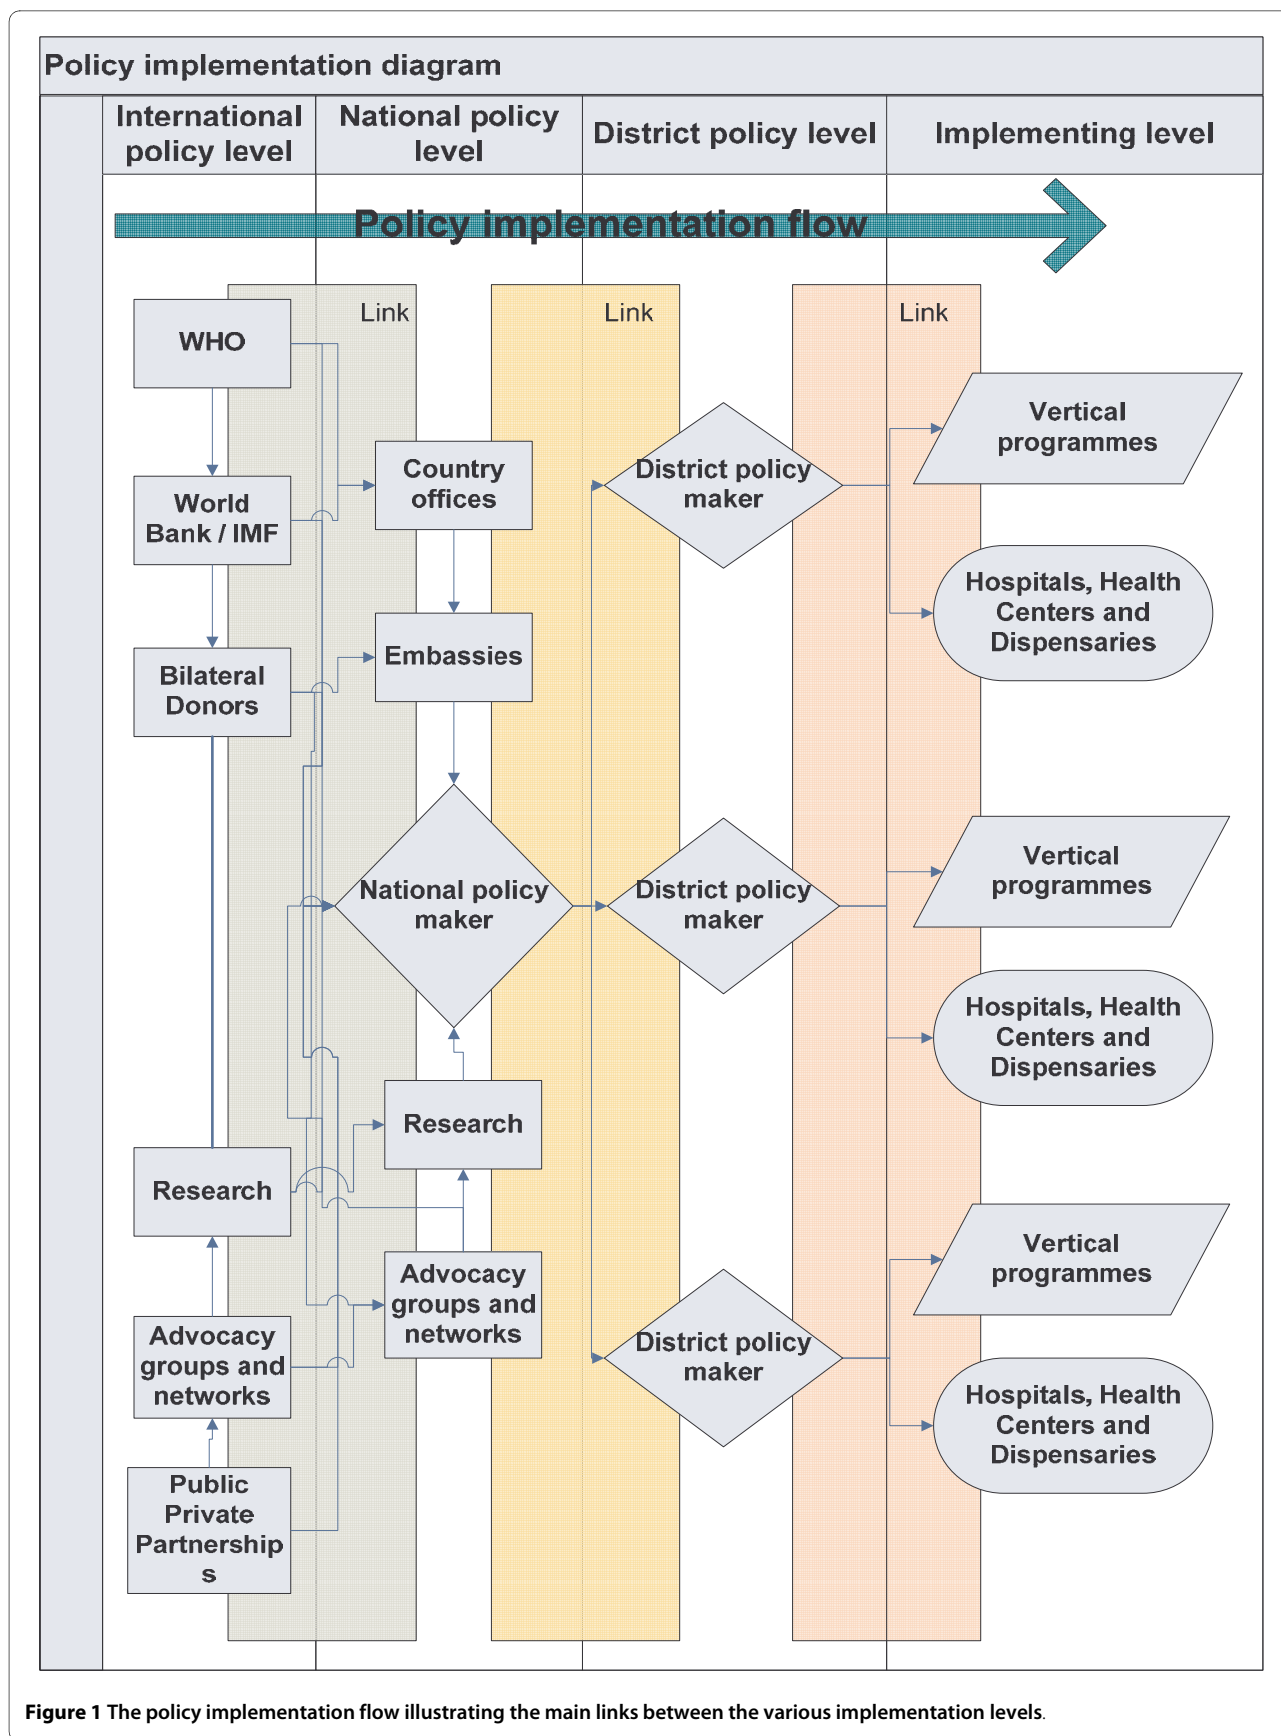 Policy implementation diagram
International
policy level
National policy
level
District policy level
Implementing level
Policy implementation flow
Link
Link
Link
WHO
World
Bank / IMF
Bilateral
Donors
Research
Advocacy
groups and
networks
Public
Private
Partnership
s
Country
offices
Embassies
National policy
maker
Research
Advocacy
groups and
networks
District policy
maker
District policy
maker
District policy
maker
Vertical
programmes
Hospitals, Health
Centers and
Dispensaries
Vertical
programmes
Hospitals, Health
Centers and
Dispensaries
Vertical
programmes
Hospitals, Health
Centers and
Dispensaries
Figure 1 The policy implementation flow illustrating the main links between the various implementation levels.